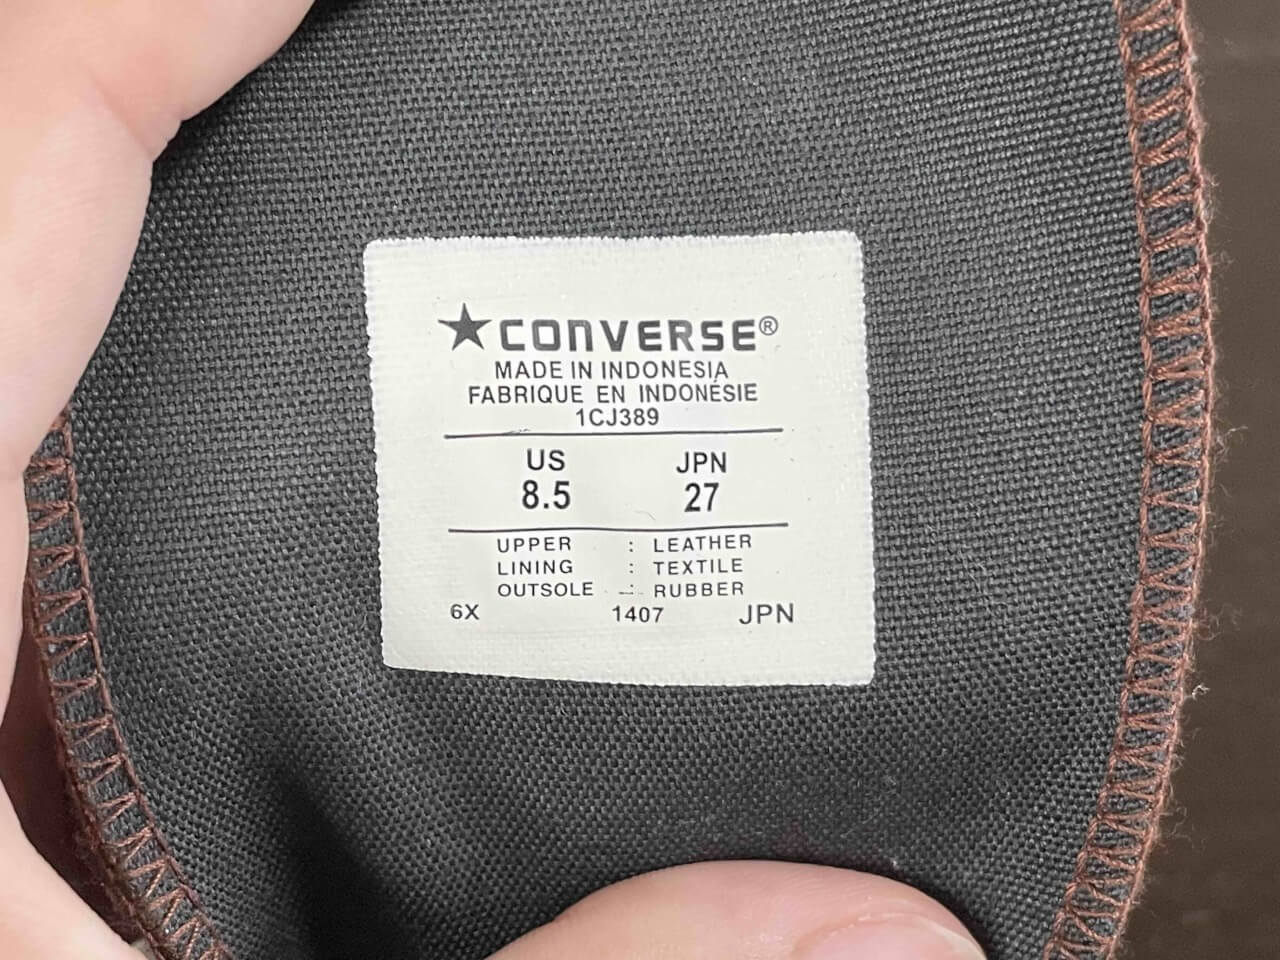 ★CONVERSE®
MADE IN INDONESIA
FABRIQUE EN INDONÉSIE
1CJ389
US JPN
8.5 27
UPPER : LEATHER
LINING : TEXTILE
OUTSOLE : RUBBER
6X 1407 JPN